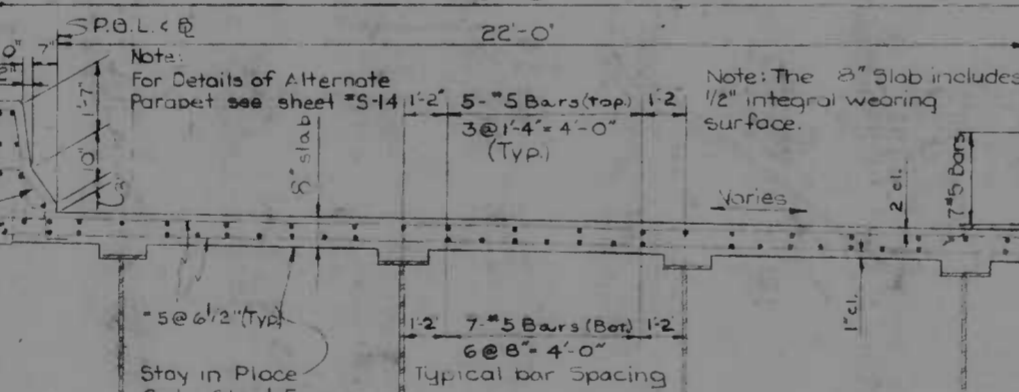 S.P.G.L. & ℄
22'-0"
0"
7"
Note:
For Details of Alternate
Parapet see sheet #S-14
1'-7"
10"
3"
8" slab
1'-2"
5-#5 Bars (top)
1'-2
3@1'-4"= 4'-0"
(Typ.)
Note: The 8" Slab includes
1/2" integral wearing
surface.
Varies
2 cl.
7 #5 Bars
1" cl.
#5@6 1/2" (Typ)
1'-2
7-#5 Bars (Bot)
1'-2
6@8"= 4'-0"
Stay in Place
Typical bar Spacing